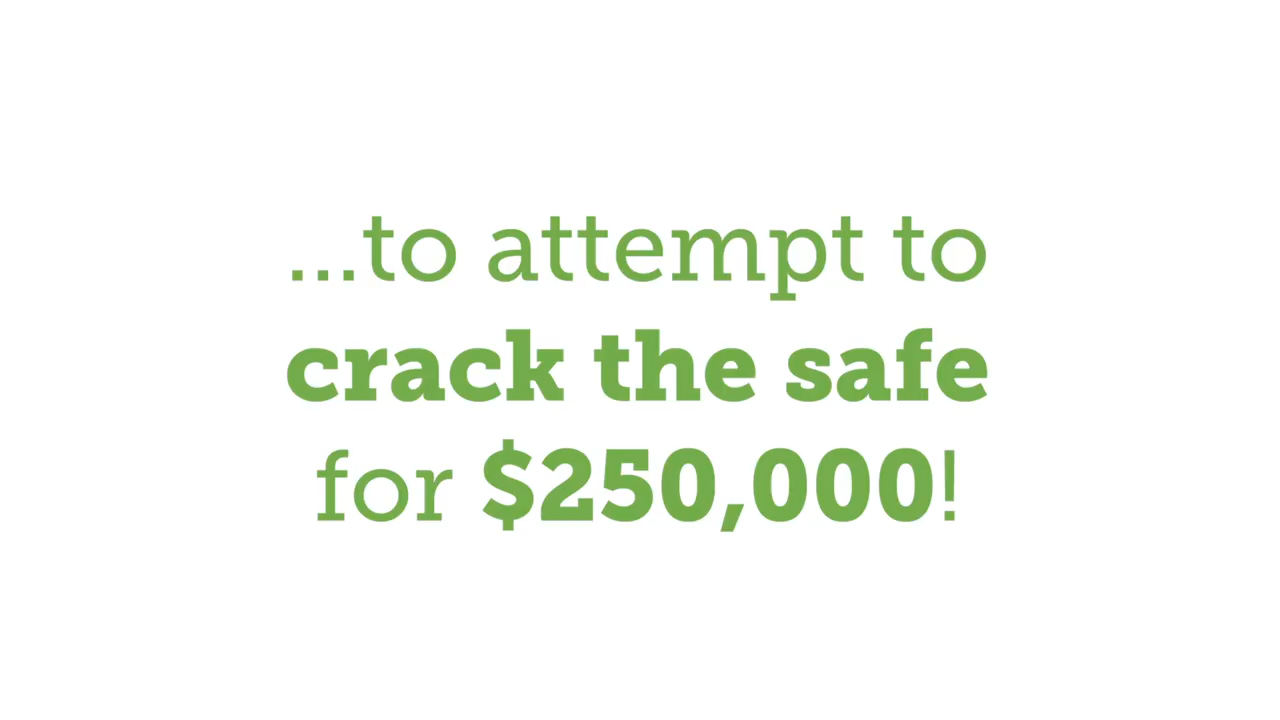 ...to attempt to
crack the safe
for $250,000!